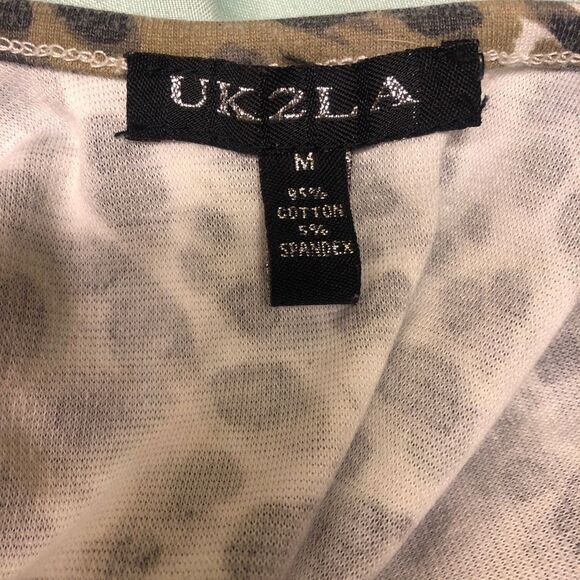 UK2LA
M
95%
COTTON
5%
SPANDEX